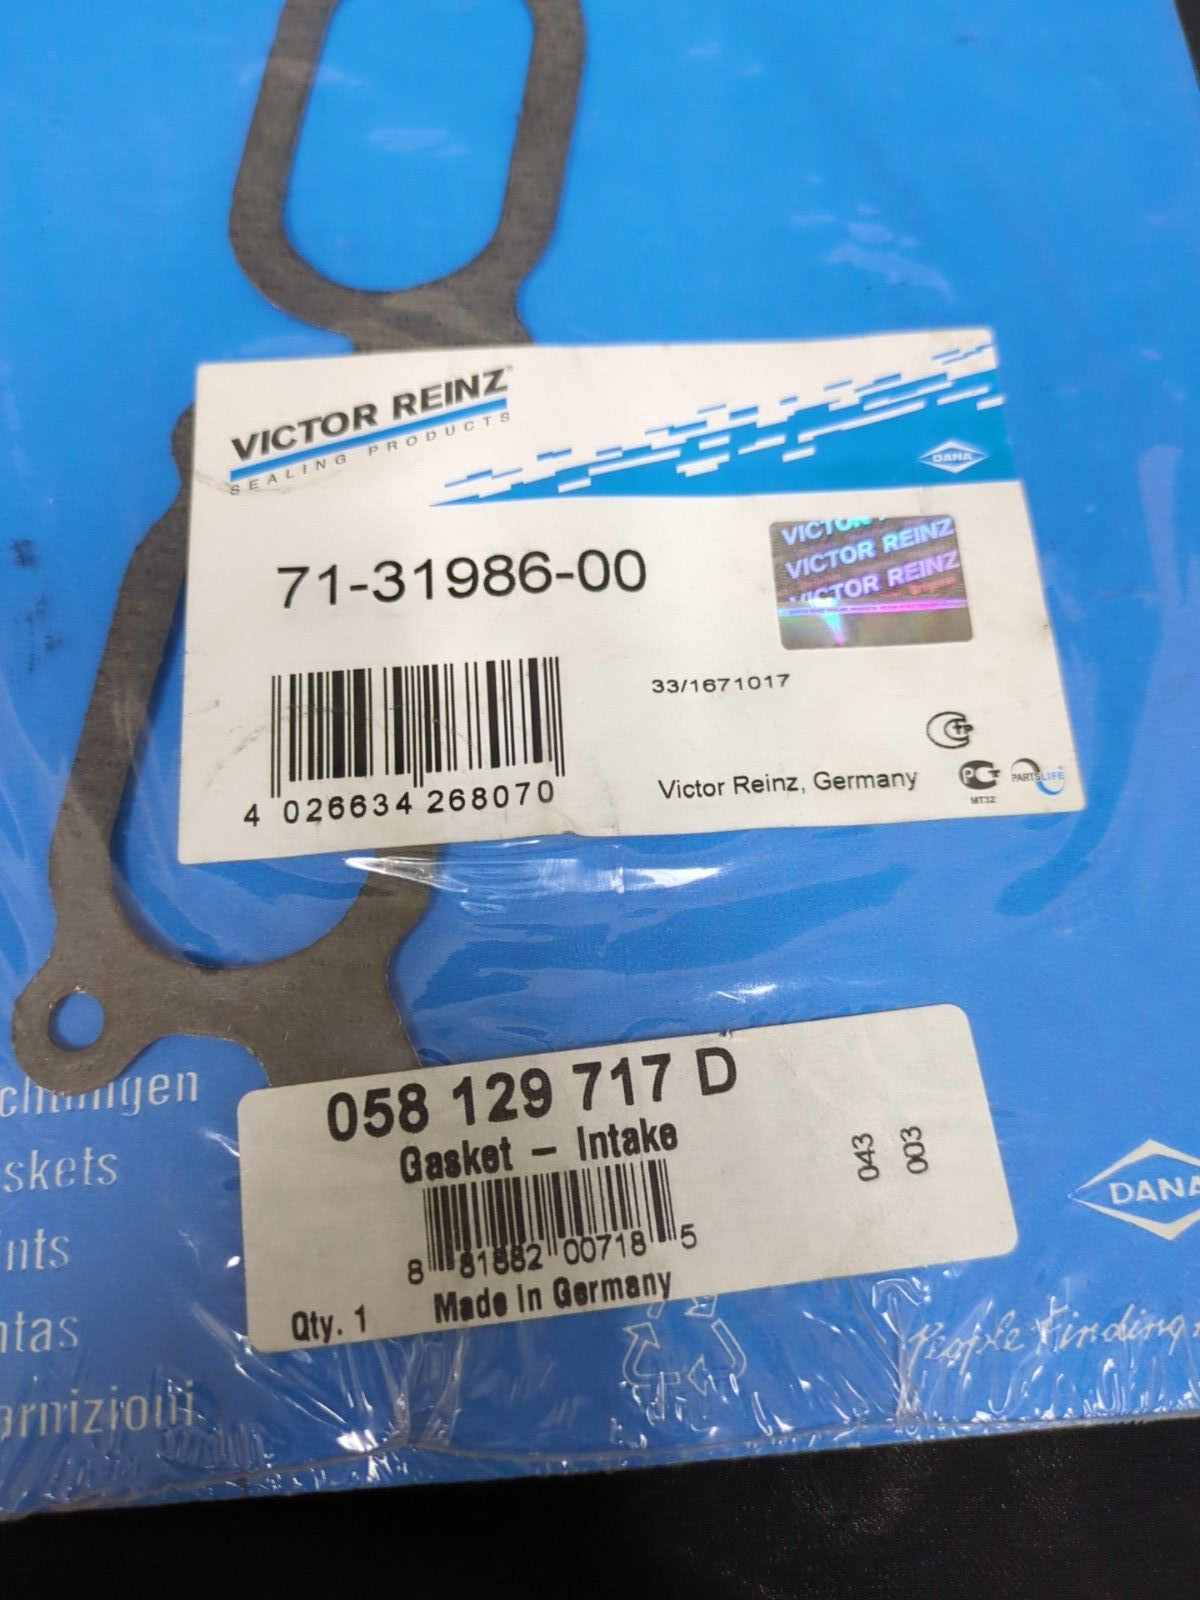 VICTOR REINZ®
SEALING PRODUCTS
DANA
71-31986-00
VICTOR
VICTOR REINZ
VICTOR REINZ
33/1671017
4 026634 268070
Victor Reinz, Germany
MT32
PARTSLIFE®
058 129 717 D
Gasket - Intake
043
003
8 81882 00718 5
Qty. 1
Made In Germany
chtungen
skets
ints
ntas
arnizioni
DANA
People Finding